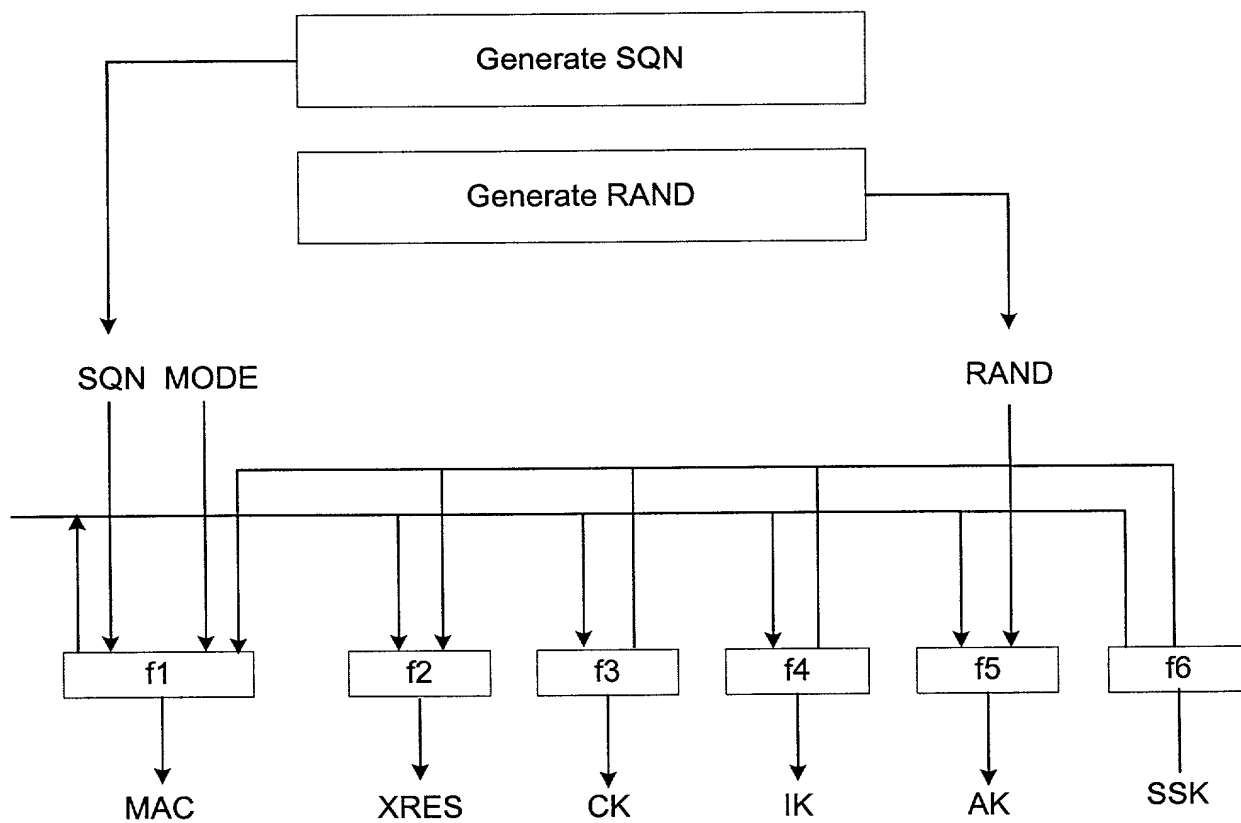 Generate SQN
Generate RAND
SQN MODE
RAND
f1
f2
f3
f4
f5
f6
MAC
XRES
CK
IK
AK
SSK